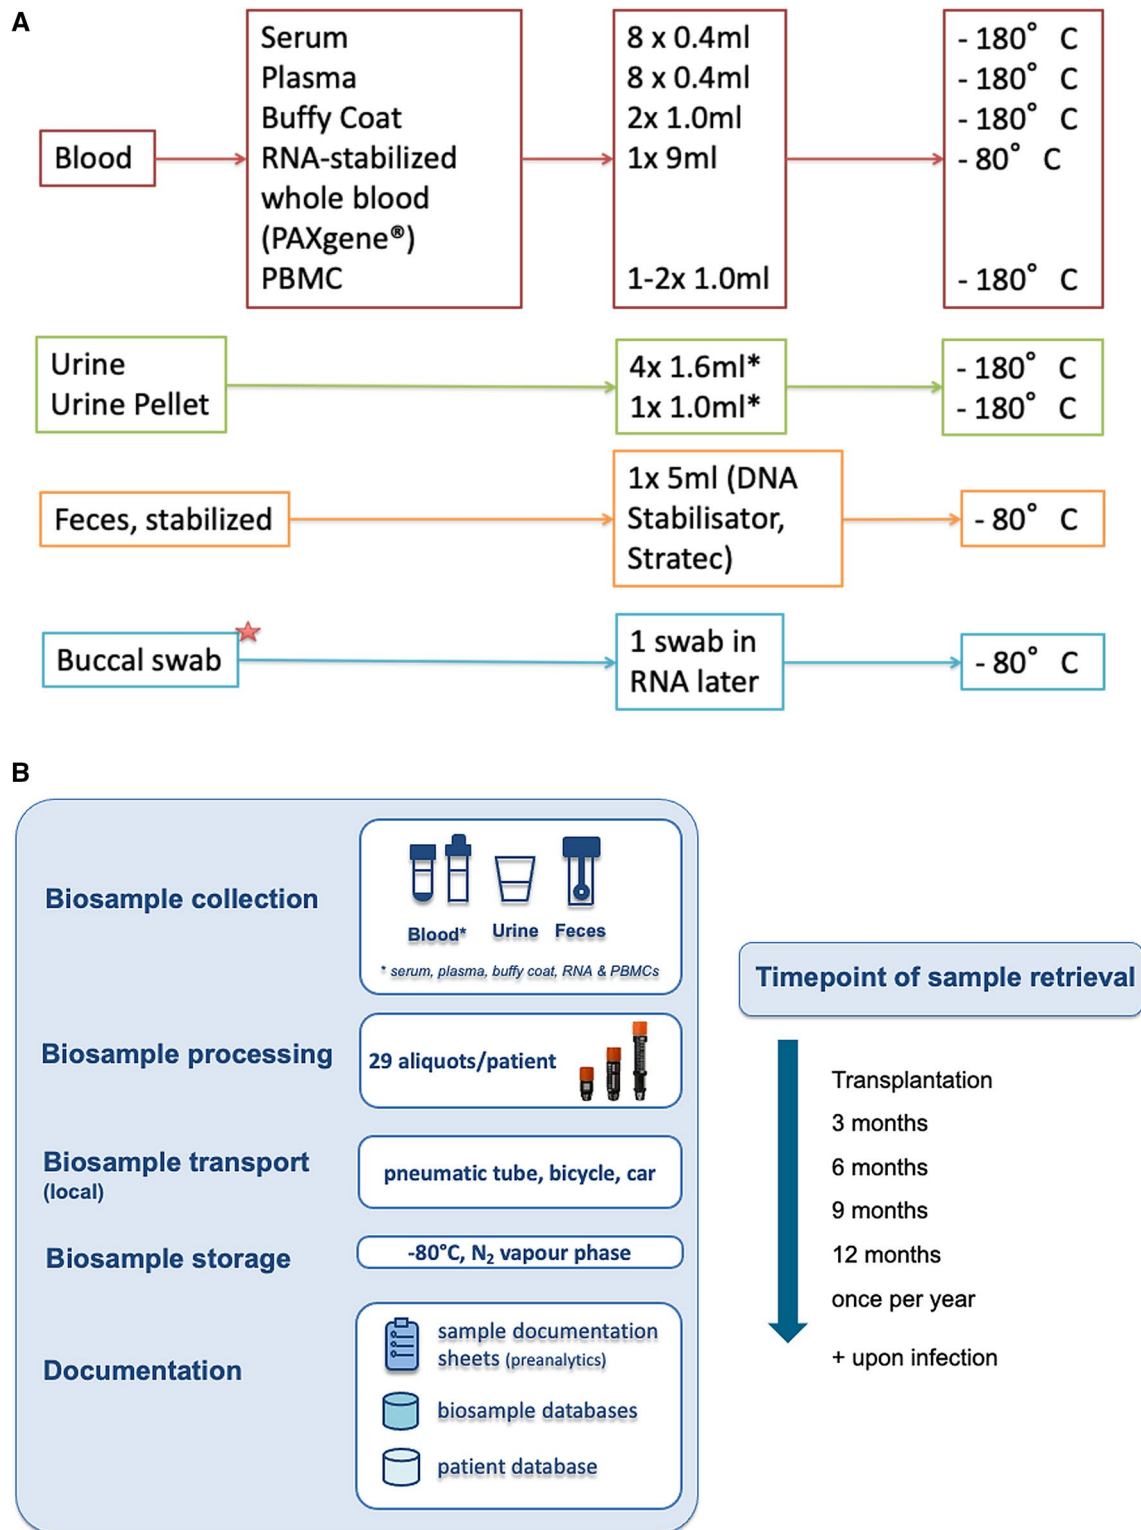 A
Blood
Serum
Plasma
Buffy Coat
RNA-stabilized
whole blood
(PAXgene®)
PBMC
8 x 0.4ml
8 x 0.4ml
2x 1.0ml
1x 9ml
1-2x 1.0ml
- 180° C
- 180° C
- 180° C
- 80° C
- 180° C
Urine
Urine Pellet
4x 1.6ml*
1x 1.0ml*
- 180° C
- 180° C
Feces, stabilized
1x 5ml (DNA
Stabilisator,
Stratec)
- 80° C
Buccal swab
1 swab in
RNA later
- 80° C
B
Biosample collection
Blood*
Urine
Feces
* serum, plasma, buffy coat, RNA & PBMCs
Biosample processing
29 aliquots/patient
Biosample transport
(local)
pneumatic tube, bicycle, car
Biosample storage
-80°C, N₂ vapour phase
Documentation
sample documentation
sheets (preanalytics)
biosample databases
patient database
Timepoint of sample retrieval
Transplantation
3 months
6 months
9 months
12 months
once per year
+ upon infection